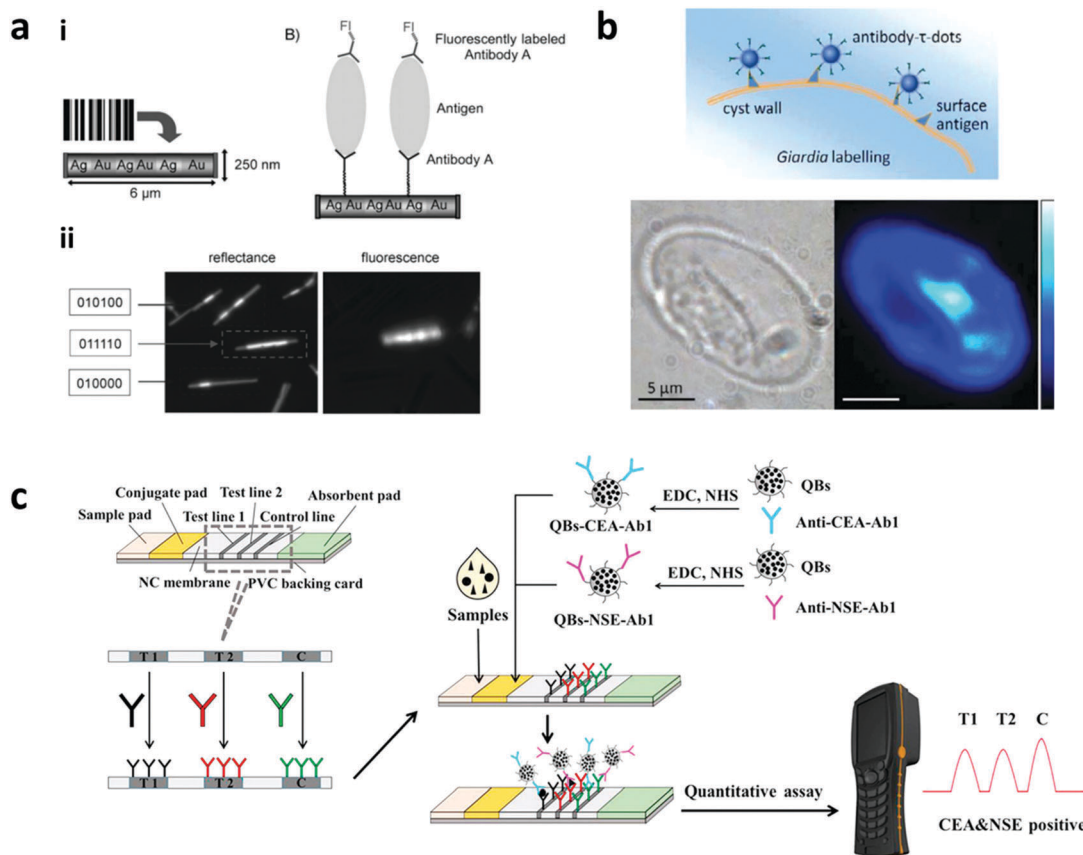 a
i
Ag Au Ag Au Ag Au
250 nm
6 µm
B)
Fl
Fl
Fluorescently labeled
Antibody A
Antigen
Antibody A
Ag Au Ag Au Ag Au
ii
reflectance
fluorescence
010100
011110
010000
b
antibody-τ-dots
cyst wall
surface
antigen
Giardia labelling
5 µm
c
Conjugate pad
Test line 2
Absorbent pad
Sample pad
Test line 1
Control line
NC membrane
PVC backing card
T 1
T 2
C
T 1
T 2
C
Samples
QBs-CEA-Ab1
EDC, NHS
QBs
Anti-CEA-Ab1
QBs-NSE-Ab1
EDC, NHS
QBs
Anti-NSE-Ab1
Quantitative assay
T1
T2
C
CEA&NSE positive